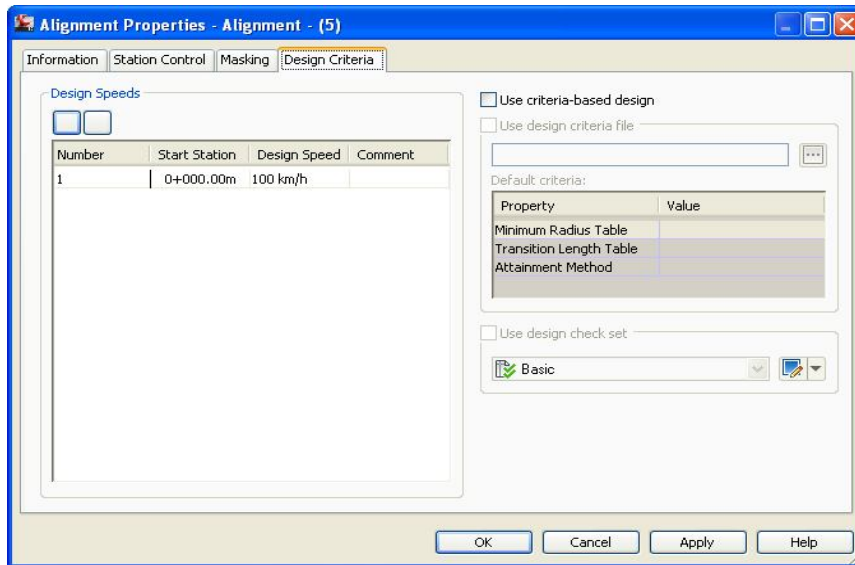 Alignment Properties - Alignment - (5)
Information Station Control Masking Design Criteria
Design Speeds
Number Start Station Design Speed Comment
1 0+000.00m 100 km/h
Use criteria-based design
Use design criteria file
...
Default criteria:
Property Value
Minimum Radius Table
Transition Length Table
Attainment Method
Use design check set
Basic
OK Cancel Apply Help